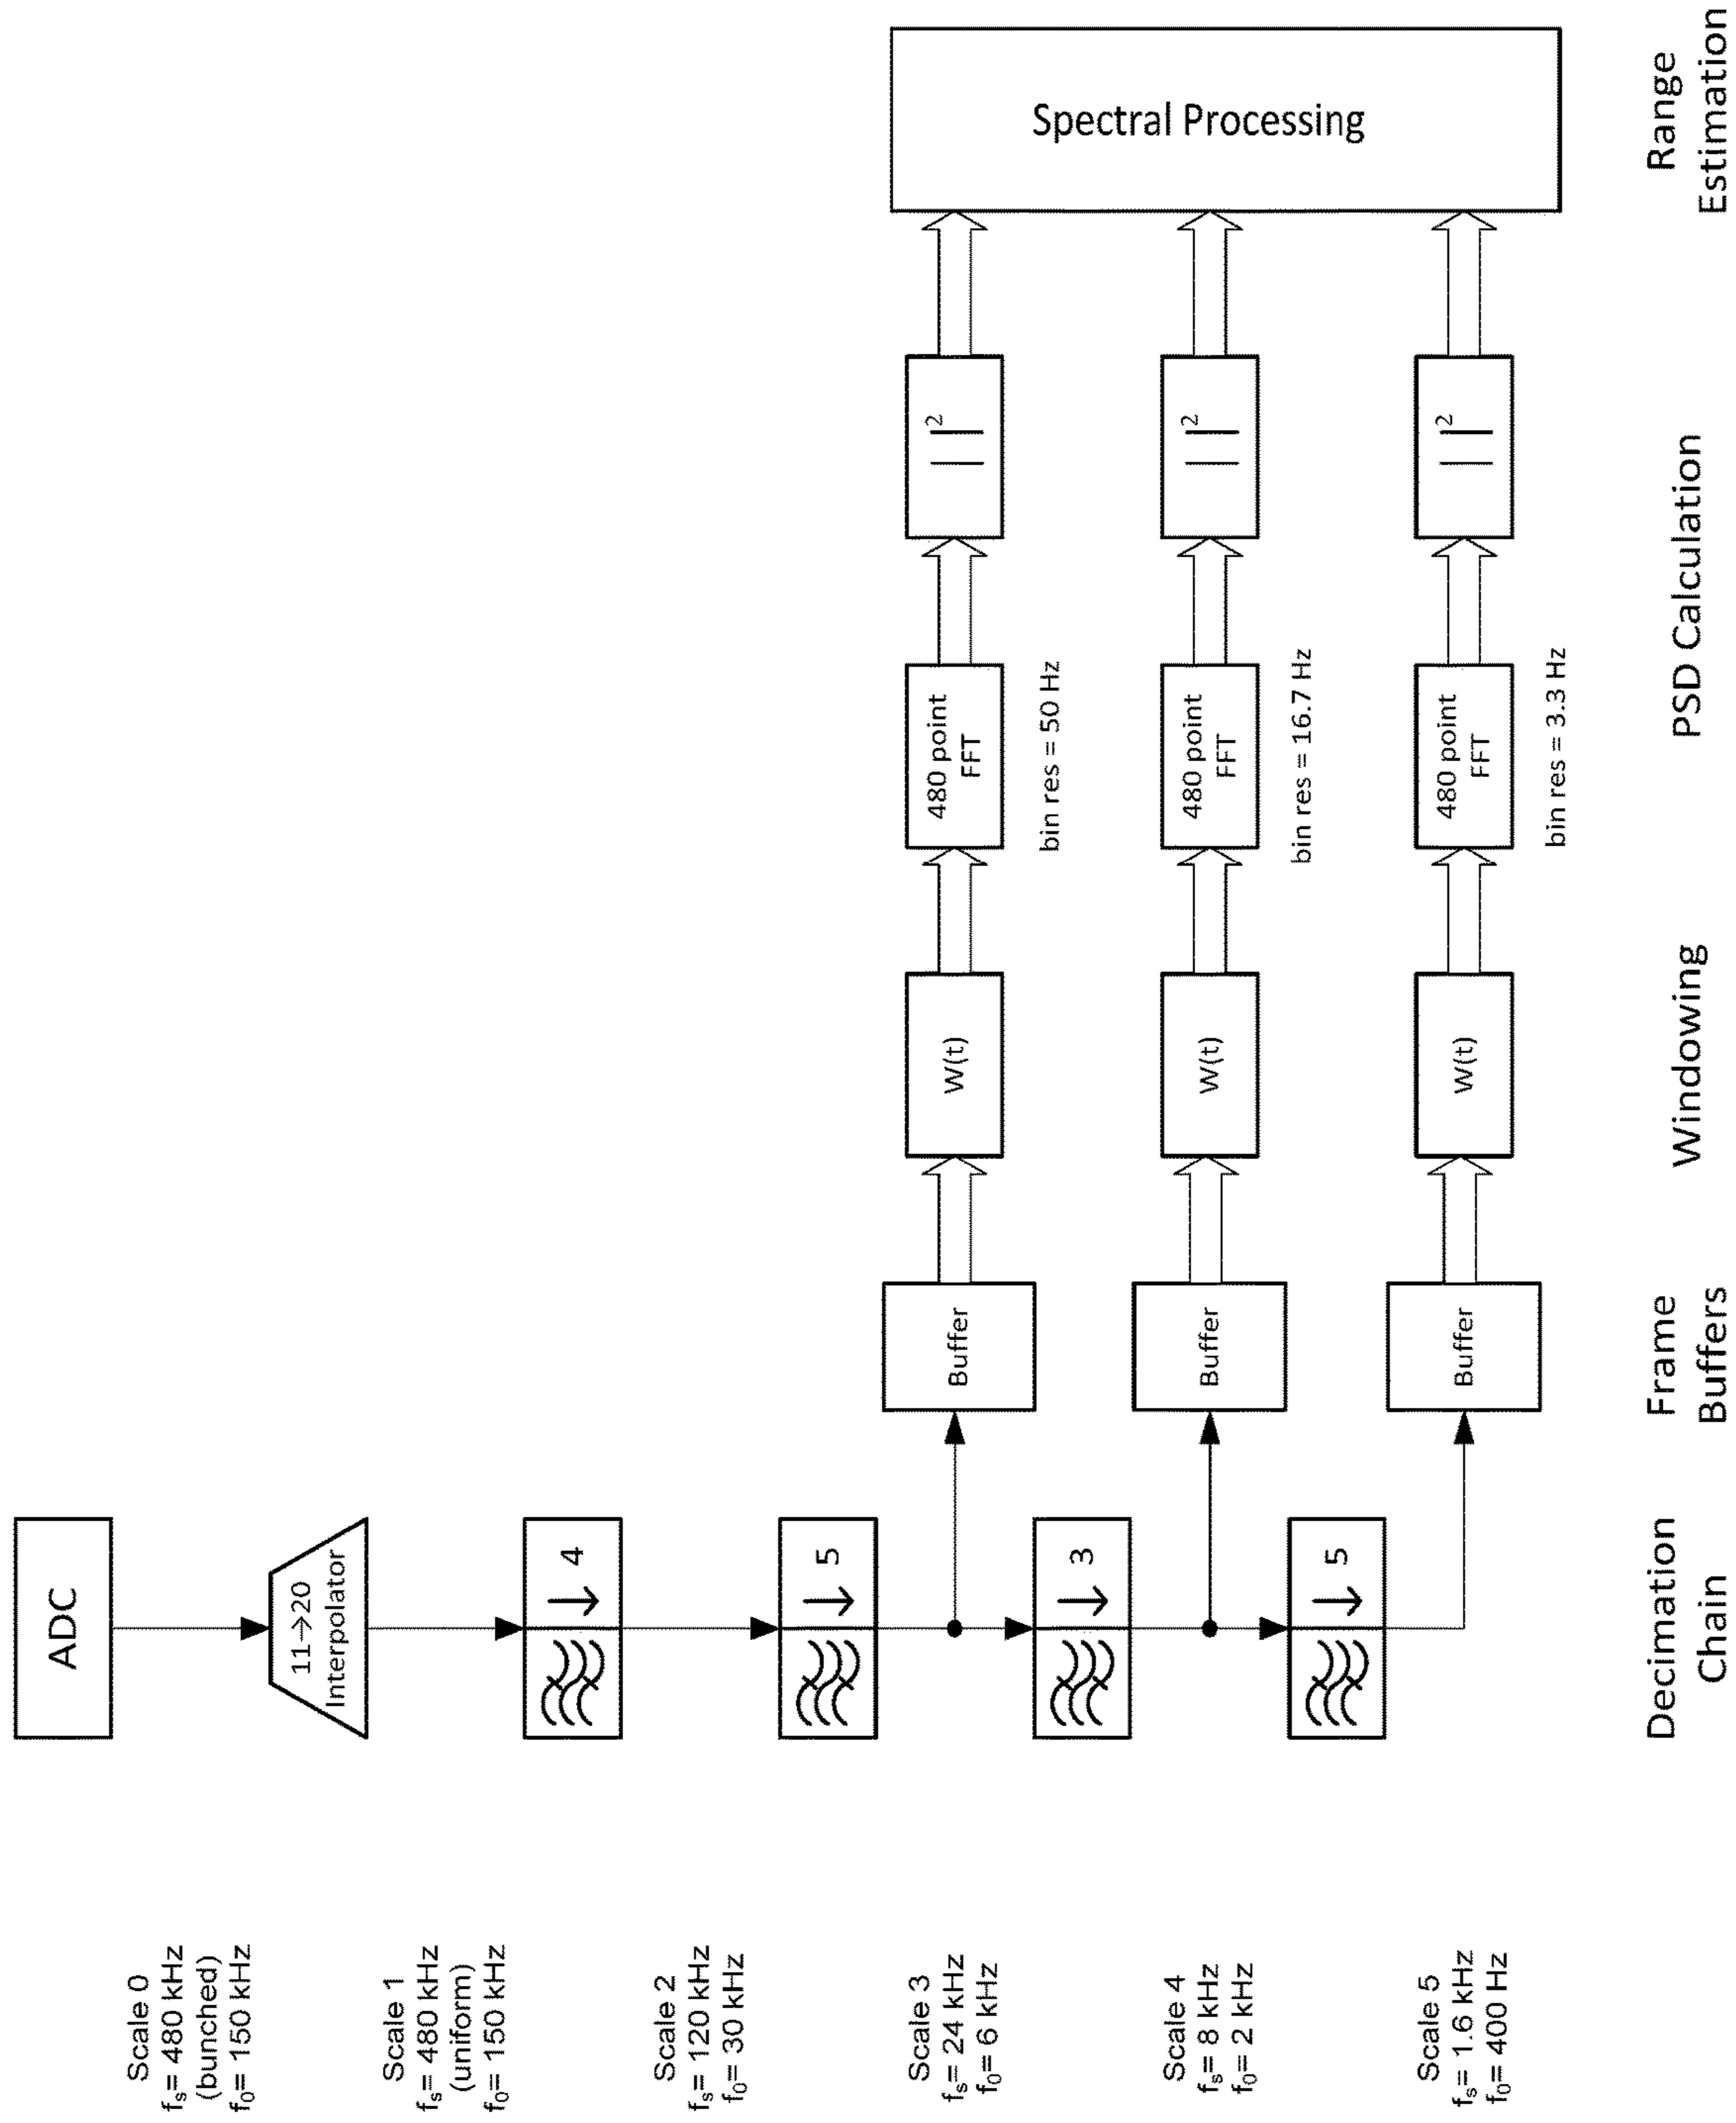 ADC
Scale 0
fₛ= 480 kHz
(bunched)
f₀= 150 kHz
11→20
Interpolator
Scale 1
fₛ= 480 kHz
(uniform)
f₀= 150 kHz
↓ 4
Scale 2
fₛ= 120 kHz
f₀= 30 kHz
↓ 5
Scale 3
fₛ= 24 kHz
f₀= 6 kHz
Buffer
W(t)
480 point
FFT
| |²
Spectral Processing
bin res = 50 Hz
↓ 3
Scale 4
fₛ= 8 kHz
f₀= 2 kHz
Buffer
W(t)
480 point
FFT
| |²
bin res = 16.7 Hz
↓ 5
Scale 5
fₛ= 1.6 kHz
f₀= 400 Hz
Buffer
W(t)
480 point
FFT
| |²
bin res = 3.3 Hz
Decimation
Chain
Frame
Buffers
Windowing
PSD Calculation
Range
Estimation